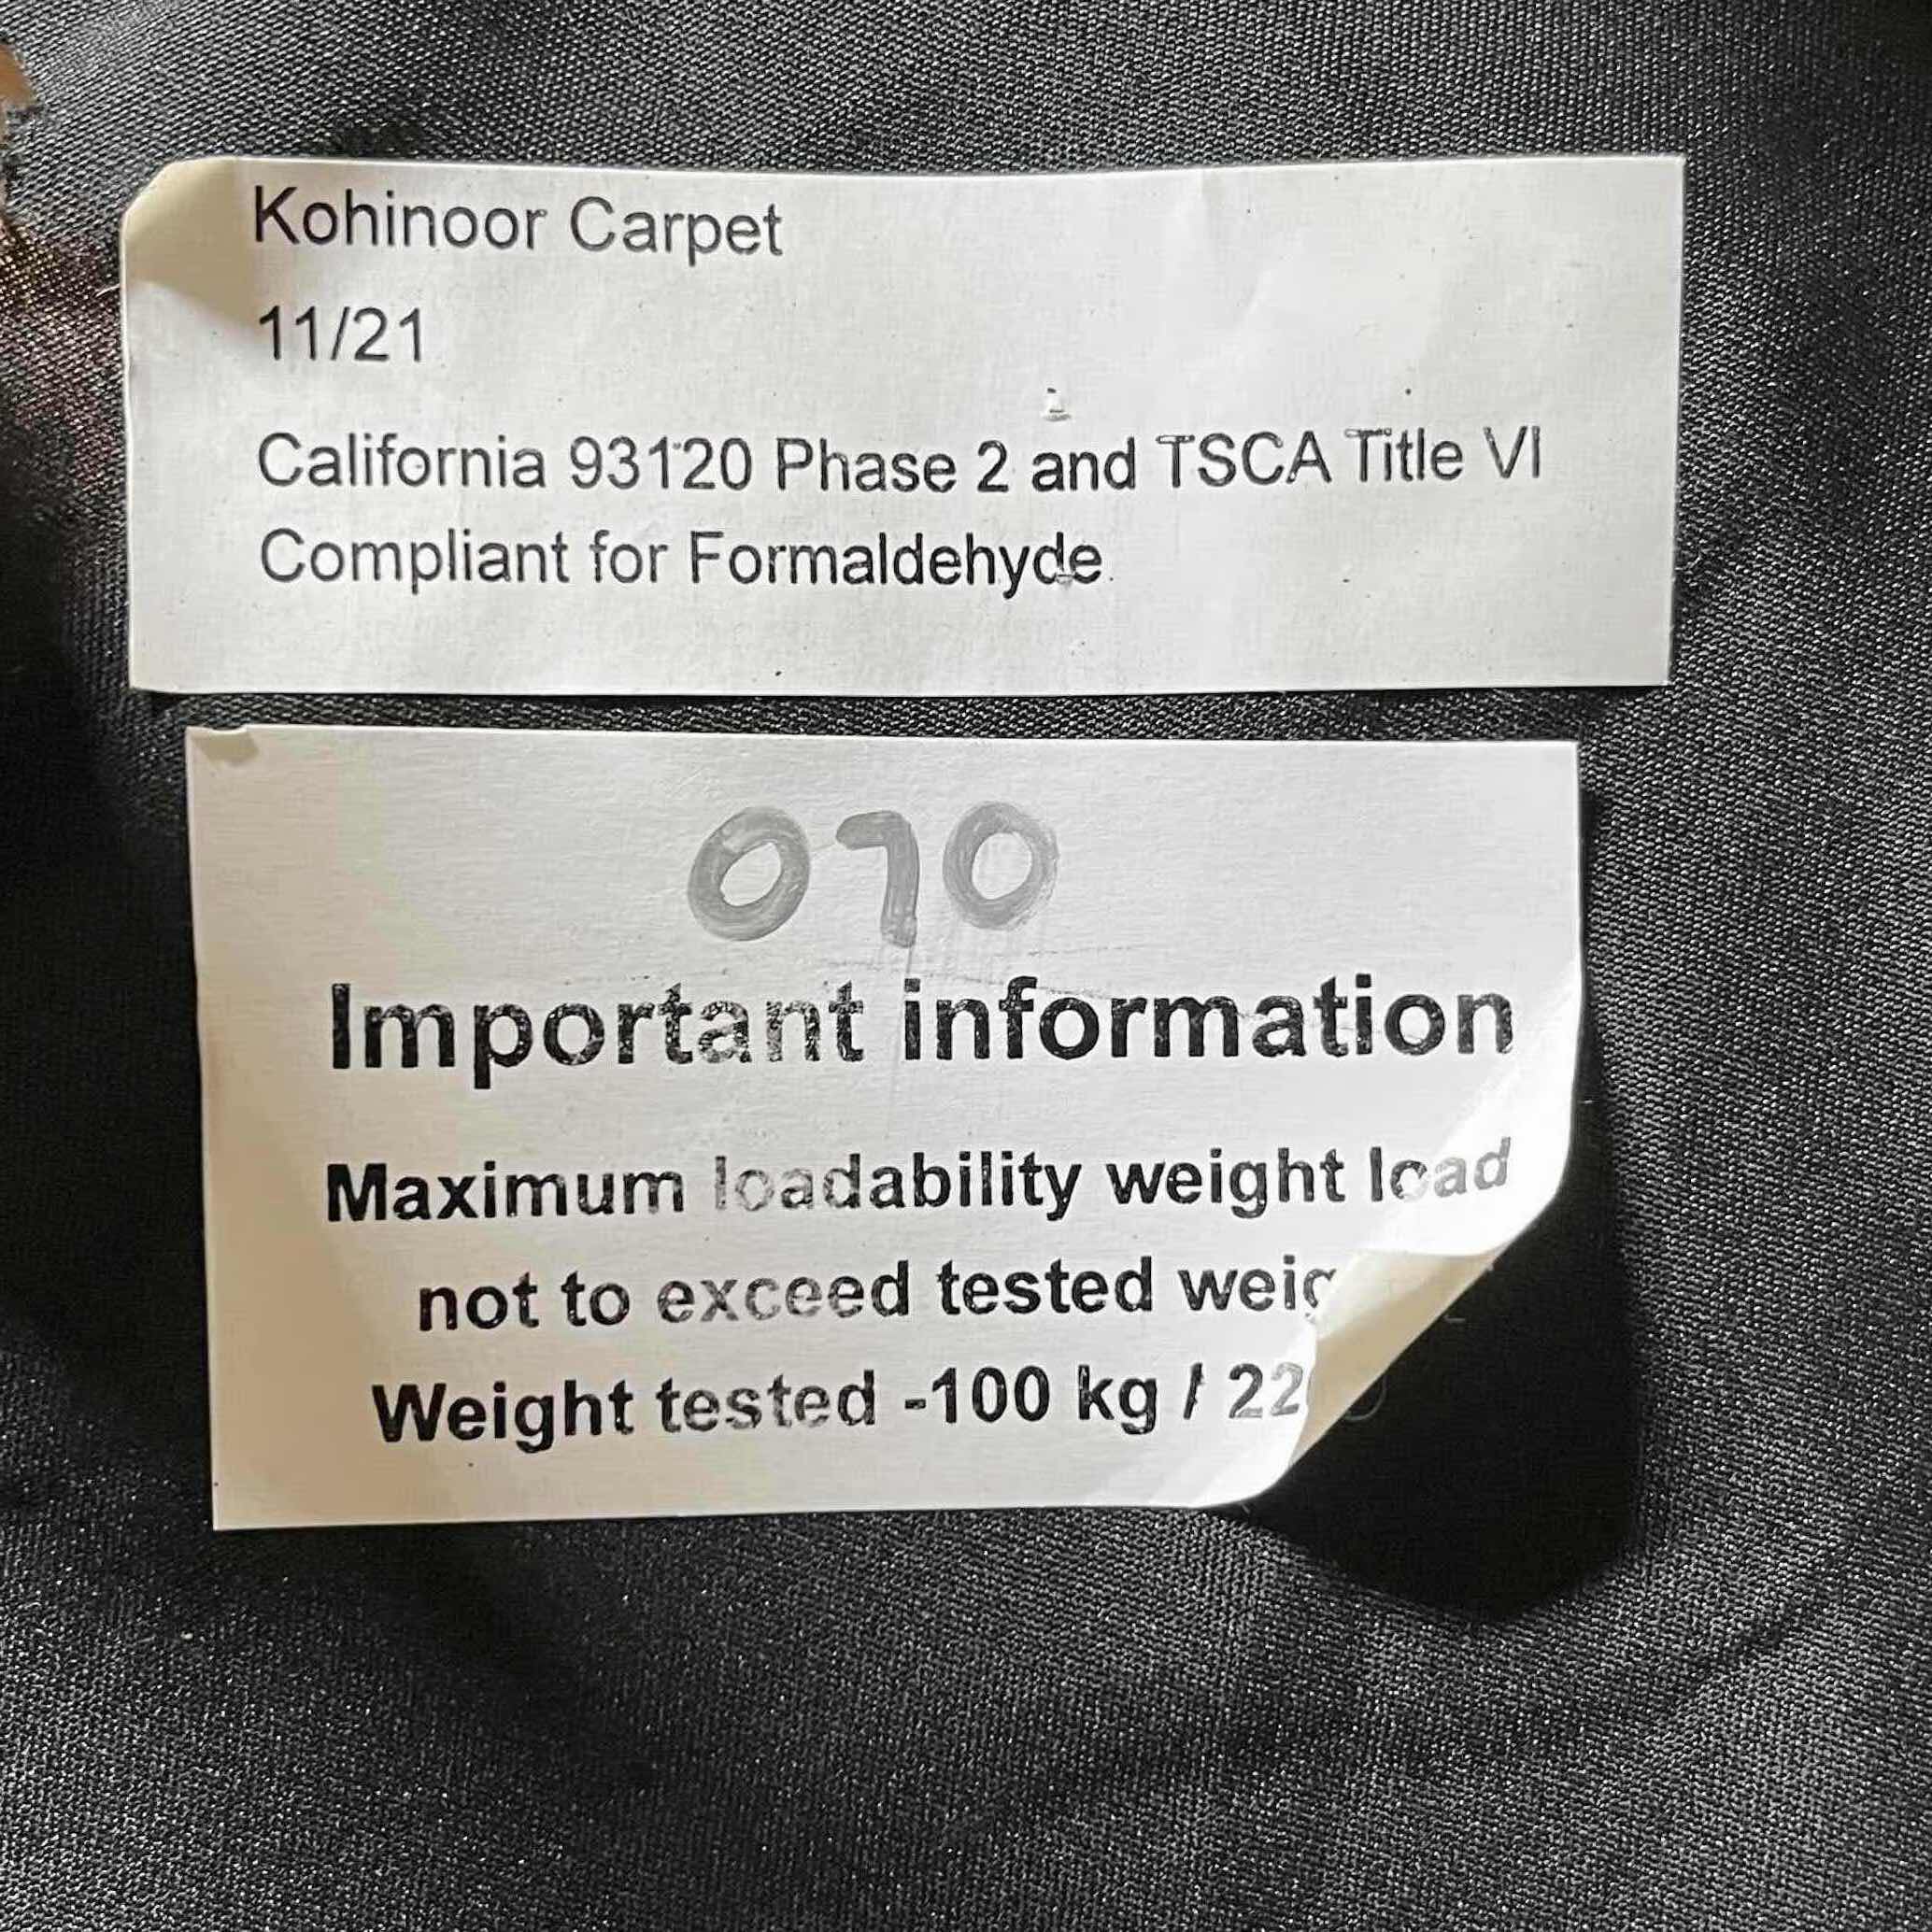 Kohinoor Carpet
11/21
California 93120 Phase 2 and TSCA Title VI
Compliant for Formaldehyde
070
Important information
Maximum loadability weight load
not to exceed tested
Weight tested -100 kg /